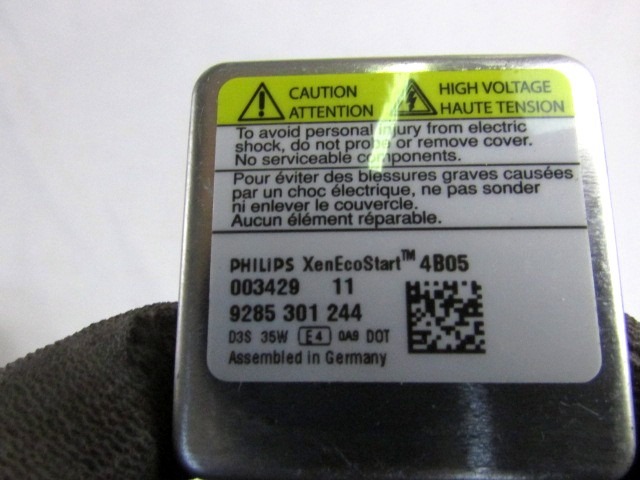 CAUTION
ATTENTION
HIGH VOLTAGE
HAUTE TENSION
To avoid personal injury from electric
shock, do not probe or remove cover.
No serviceable components.
Pour éviter des blessures graves causées
par un choc électrique, ne pas sonder
ni enlever le couvercle.
Aucun élément réparable.
PHILIPS XenEcoStart™ 4B05
003429 11
9285 301 244
D3S 35W E4 0A9 DOT
Assembled in Germany